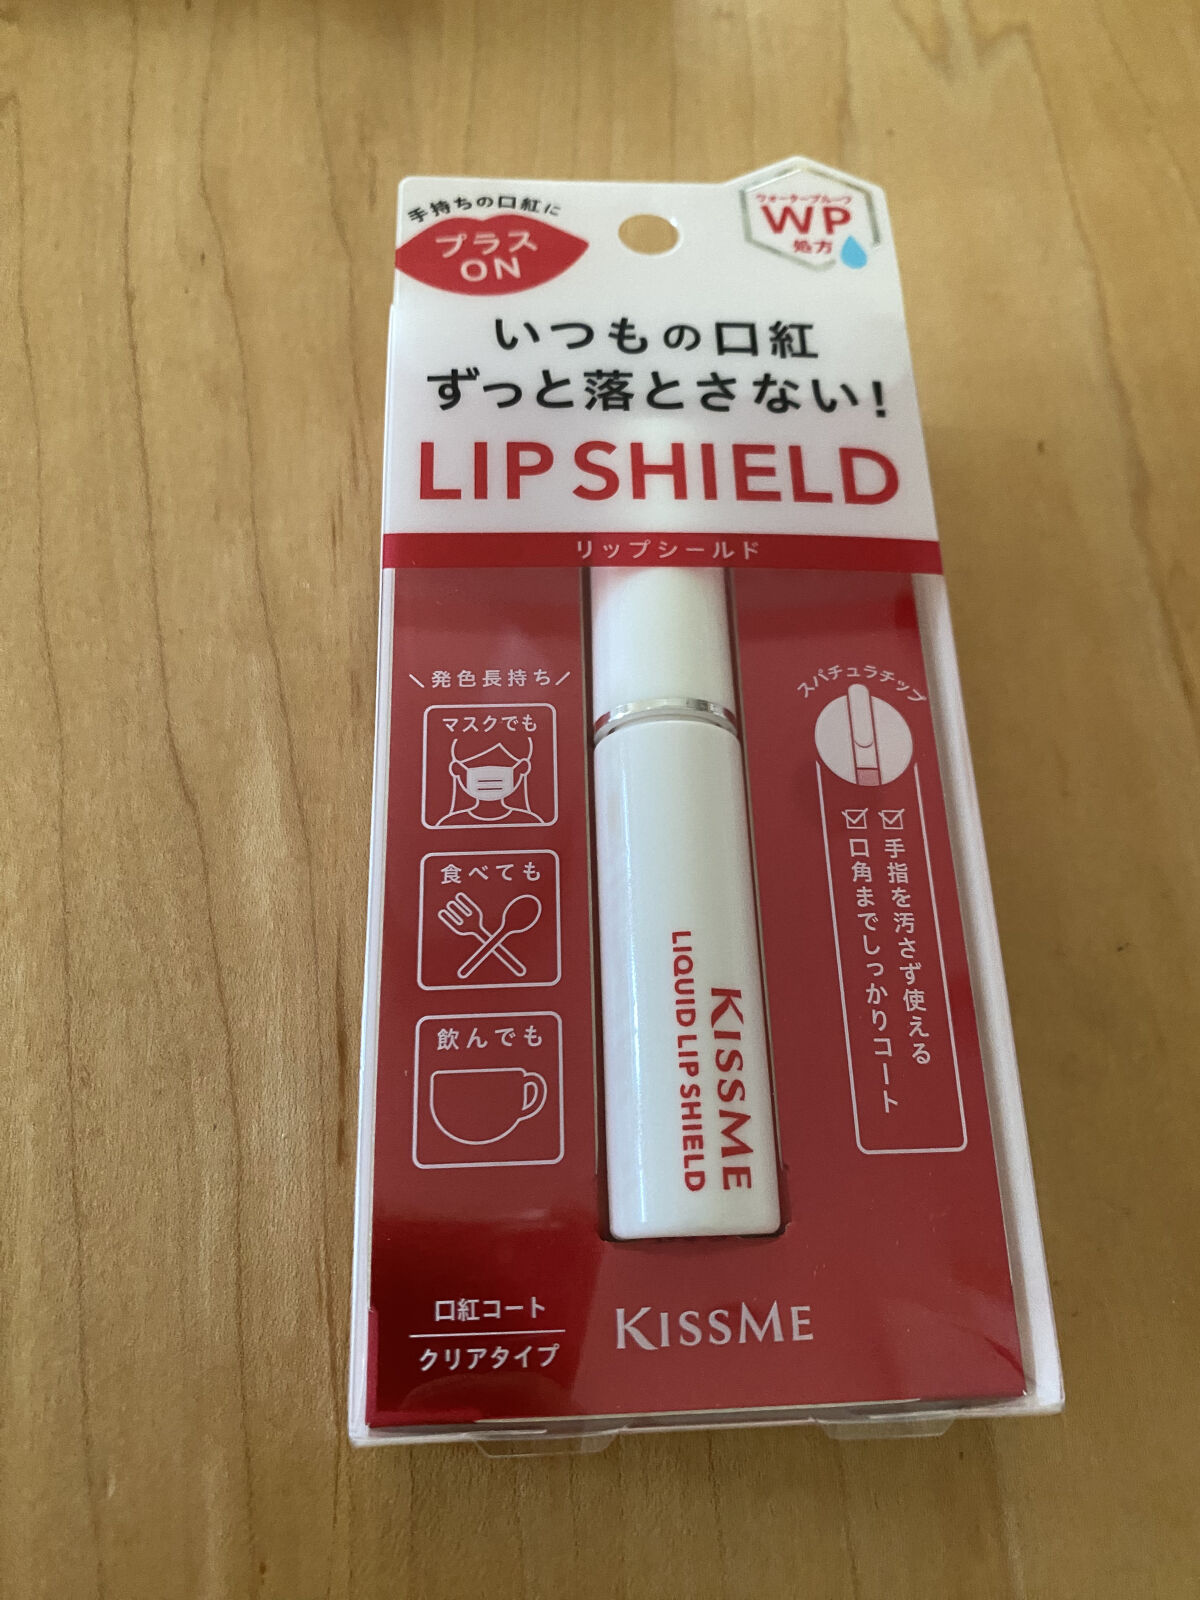 手持ちの口紅に
プラス
ON
ウォータープルーフ
WP
処方
いつもの口紅
ずっと落とさない!
LIP SHIELD
リップシールド
＼発色長持ち／
マスクでも
食べても
飲んでも
スパチュラチップ
手指を汚さず使える
口角までしっかりコート
KISSME
LIQUID LIP SHIELD
口紅コート
クリアタイプ
KISSME